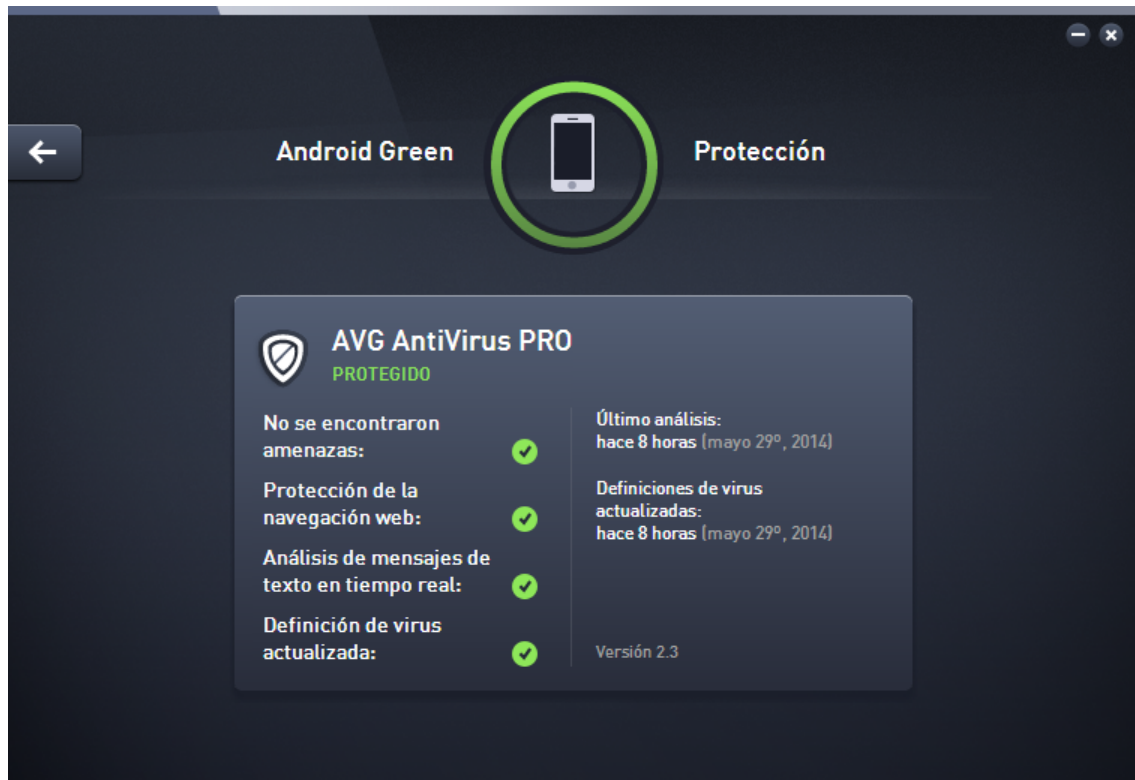 Android Green
Protección
AVG AntiVirus PRO
PROTEGIDO
No se encontraron
amenazas:
Protección de la
navegación web:
Análisis de mensajes de
texto en tiempo real:
Definición de virus
actualizada:
Último análisis:
hace 8 horas (mayo 29º, 2014)
Definiciones de virus
actualizadas:
hace 8 horas (mayo 29º, 2014)
Versión 2.3